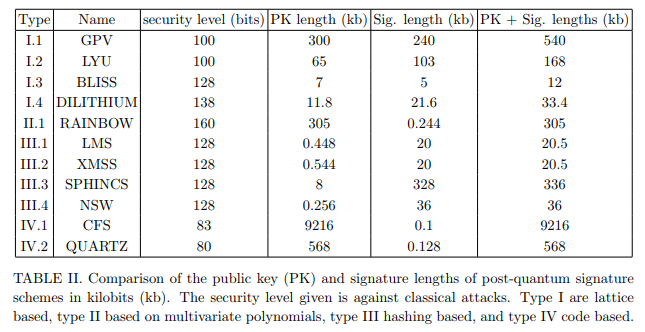 Type Name security level (bits) PK length (kb) Sig. length (kb) PK + Sig. lengths (kb)
I.1 GPV 100 300 240 540
I.2 LYU 100 65 103 168
I.3 BLISS 128 7 5 12
I.4 DILITHIUM 138 11.8 21.6 33.4
II.1 RAINBOW 160 305 0.244 305
III.1 LMS 128 0.448 20 20.5
III.2 XMSS 128 0.544 20 20.5
III.3 SPHINCS 128 8 328 336
III.4 NSW 128 0.256 36 36
IV.1 CFS 83 9216 0.1 9216
IV.2 QUARTZ 80 568 0.128 568
TABLE II. Comparison of the public key (PK) and signature lengths of post-quantum signature
schemes in kilobits (kb). The security level given is against classical attacks. Type I are lattice
based, type II based on multivariate polynomials, type III hashing based, and type IV code based.